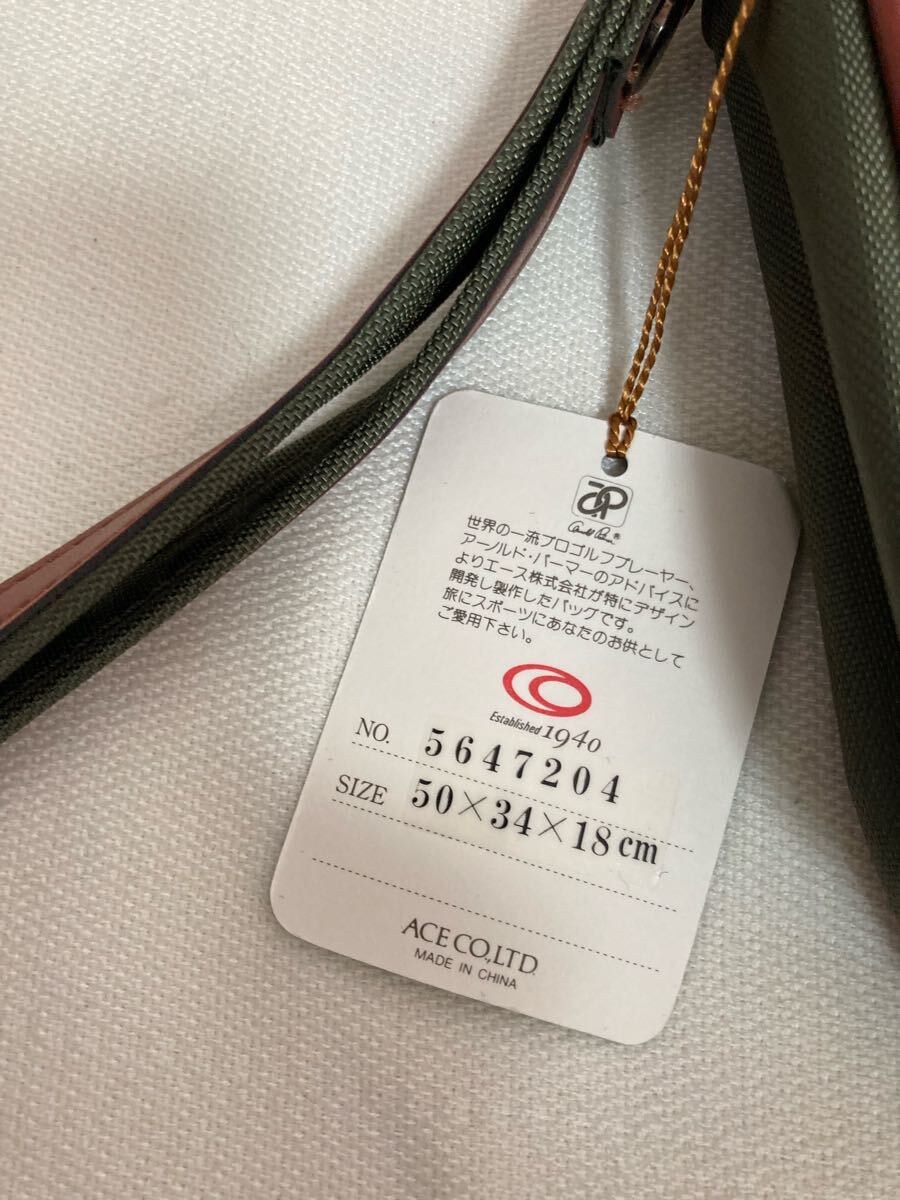 ap
世界の一流プロゴルフプレーヤー、
アーノルド・パーマーのアドバイスに
よりエース株式会社が特にデザイン
開発し製作したバッグです。
旅にスポーツにあなたのお供として
ご愛用下さい。
Established 1940
NO. 5647204
SIZE 50×34×18cm
ACE CO.,LTD.
MADE IN CHINA